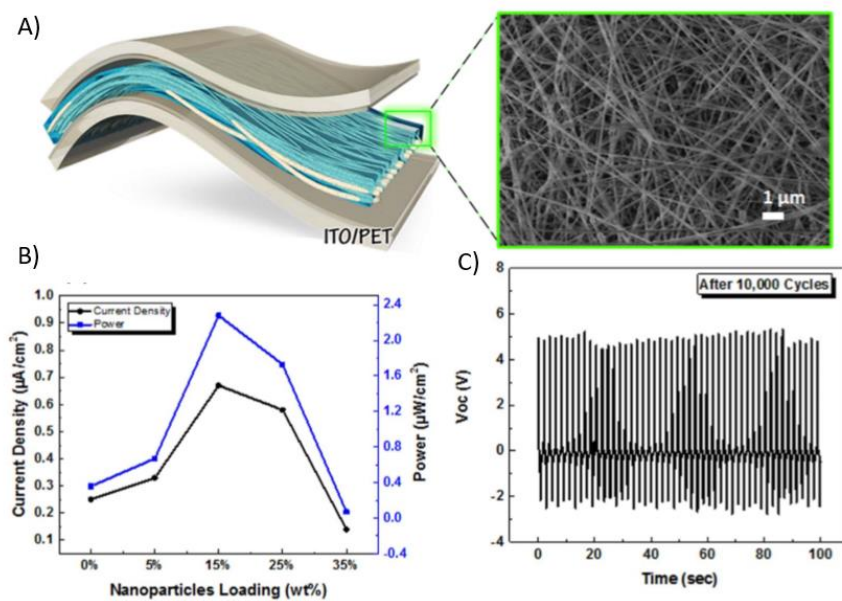 A)
ITO/PET
1 µm
B)
1.0
0.9
0.8
0.7
0.6
0.5
0.4
0.3
0.2
0.1
Current Density (µA/cm²)
Current Density
Power
2.4
2.0
1.6
1.2
0.8
0.4
0.0
-0.4
Power (µW/cm²)
0% 5% 15% 25% 35%
Nanoparticles Loading (wt%)
C)
8
6
4
2
0
-2
-4
Voc (V)
After 10,000 Cycles
0 20 40 60 80 100
Time (sec)